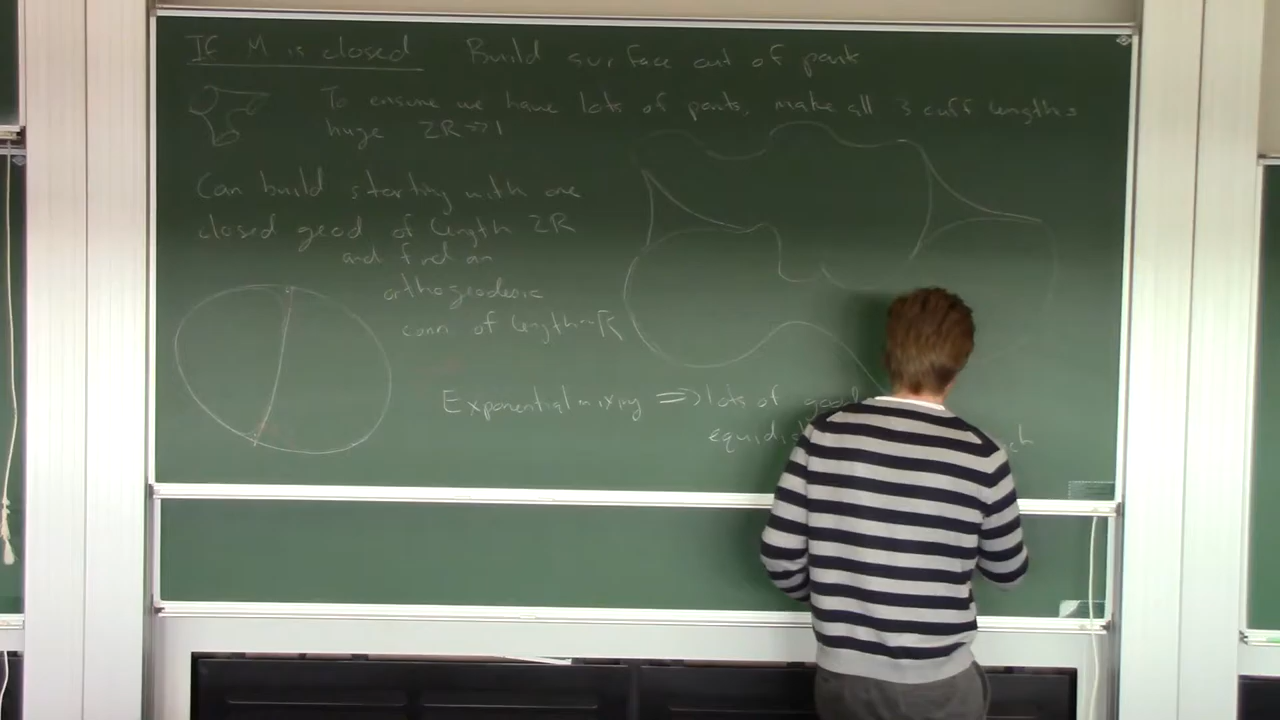 If M is closed Build surface out of pants
To ensure we have lots of pants, make all 3 cuff lengths
huge 2R>>1
Can build starting with one
closed geod of length 2R
and find an
orthogeodesic
conn of length ~R
Exponential mixing => lots of good